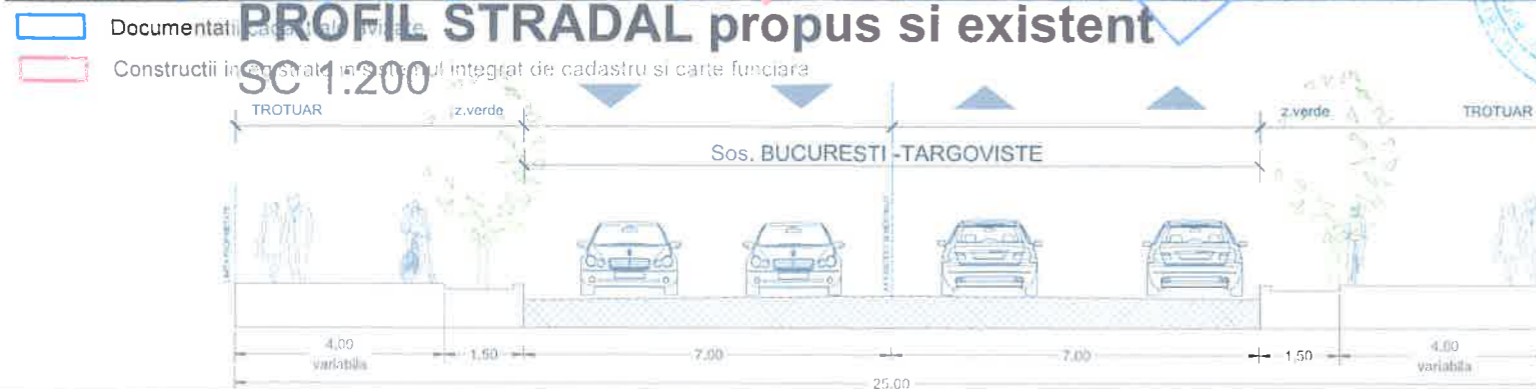 Documentatii cadastrale avizate
PROFIL STRADAL propus si existent
Constructii inregistrate in sistemul integrat de cadastru si carte funciara
SC 1:200
TROTUAR z.verde z.verde TROTUAR
Sos. BUCURESTI -TARGOVISTE
4.00 1.50 7.00 7.00 1.50 4.00
variabila variabila
25.00